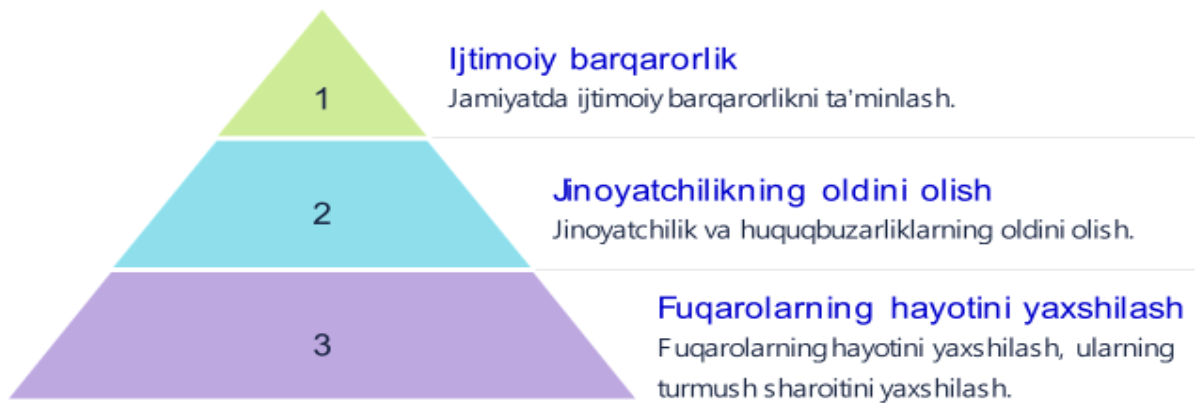 1
Ijtimoiy barqarorlik
Jamiyatda ijtimoiy barqarorlikni ta'minlash.
2
Jinoyatchilikning oldini olish
Jinoyatchilik va huquqbuzarliklarning oldini olish.
3
Fuqarolarning hayotini yaxshilash
Fuqarolarning hayotini yaxshilash, ularning
turmush sharoitini yaxshilash.